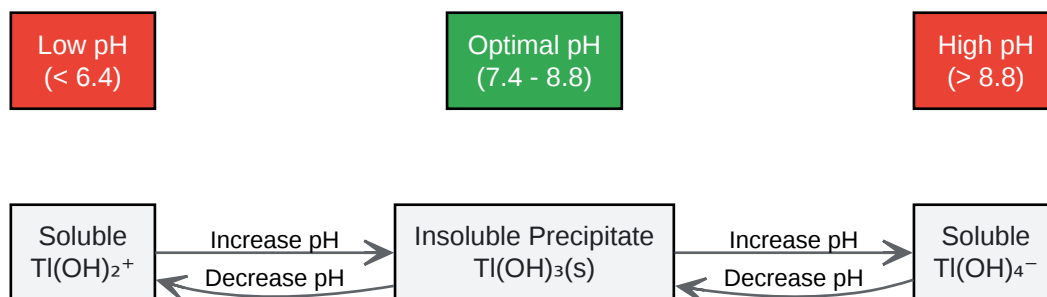 Low pH
(< 6.4)
Optimal pH
(7.4 - 8.8)
High pH
(> 8.8)
Soluble
Tl(OH)₂⁺
Increase pH
Decrease pH
Insoluble Precipitate
Tl(OH)₃(s)
Increase pH
Decrease pH
Soluble
Tl(OH)₄⁻